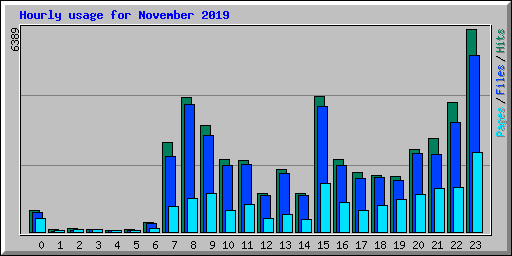 Hourly usage for November 2019
6389
Pages/Files/Hits
0 1 2 3 4 5 6 7 8 9 10 11 12 13 14 15 16 17 18 19 20 21 22 23